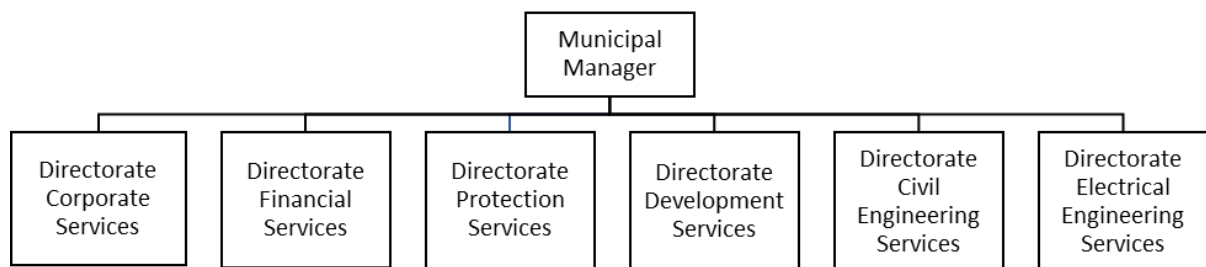 Municipal
Manager
Directorate
Corporate
Services
Directorate
Financial
Services
Directorate
Protection
Services
Directorate
Development
Services
Directorate
Civil
Engineering
Services
Directorate
Electrical
Engineering
Services